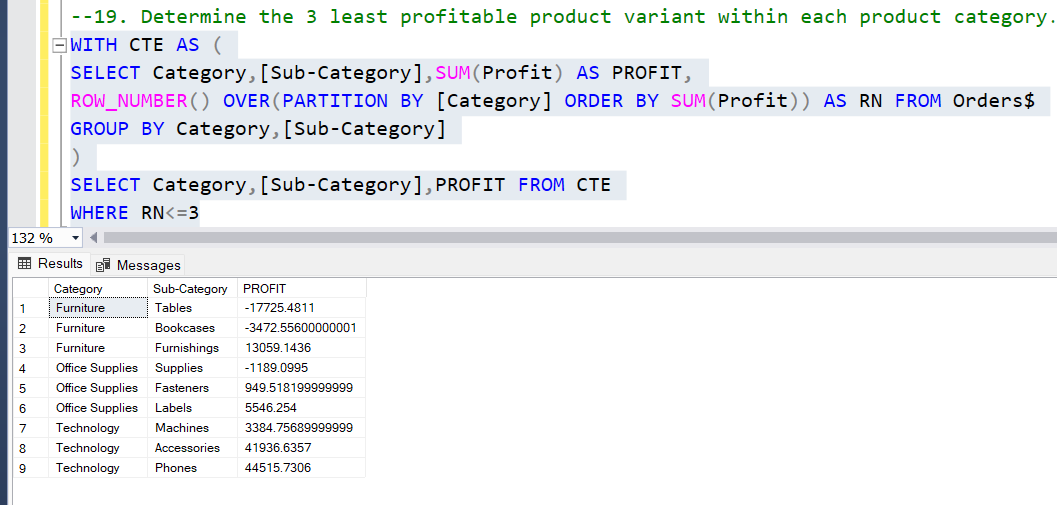 --19. Determine the 3 least profitable product variant within each product category.
WITH CTE AS (
SELECT Category,[Sub-Category],SUM(Profit) AS PROFIT,
ROW_NUMBER() OVER(PARTITION BY [Category] ORDER BY SUM(Profit)) AS RN FROM Orders$
GROUP BY Category,[Sub-Category]
)
SELECT Category,[Sub-Category],PROFIT FROM CTE
WHERE RN<=3
132 %
Results Messages
Category Sub-Category PROFIT
1 Furniture Tables -17725.4811
2 Furniture Bookcases -3472.55600000001
3 Furniture Furnishings 13059.1436
4 Office Supplies Supplies -1189.0995
5 Office Supplies Fasteners 949.518199999999
6 Office Supplies Labels 5546.254
7 Technology Machines 3384.75689999999
8 Technology Accessories 41936.6357
9 Technology Phones 44515.7306